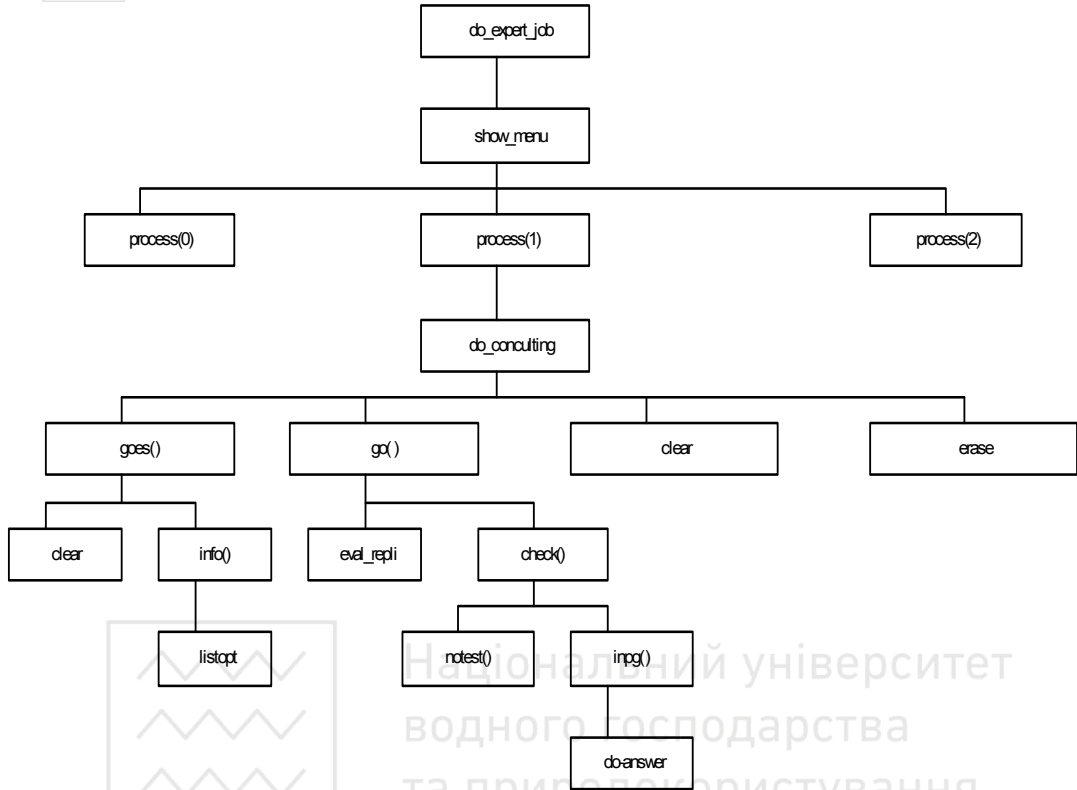 do_expert_job
show_menu
process(0) process(1) process(2)
do_conculting
goes() go( ) clear erase
clear info() eval_repli check()
listopt notest() inpg()
Національний університет
водного господарства
do-answer
та природокористування